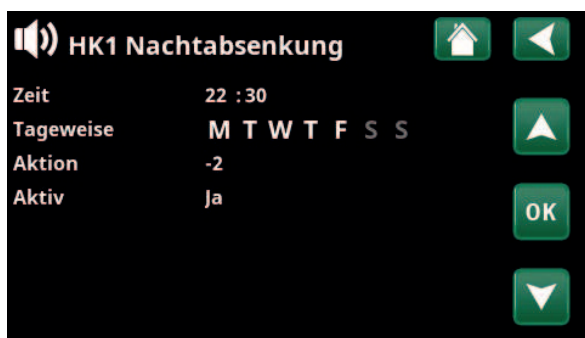 HK1 Nachtabsenkung
Zeit 22 :30
Tageweise M T W T F S S
Aktion -2
Aktiv Ja
OK